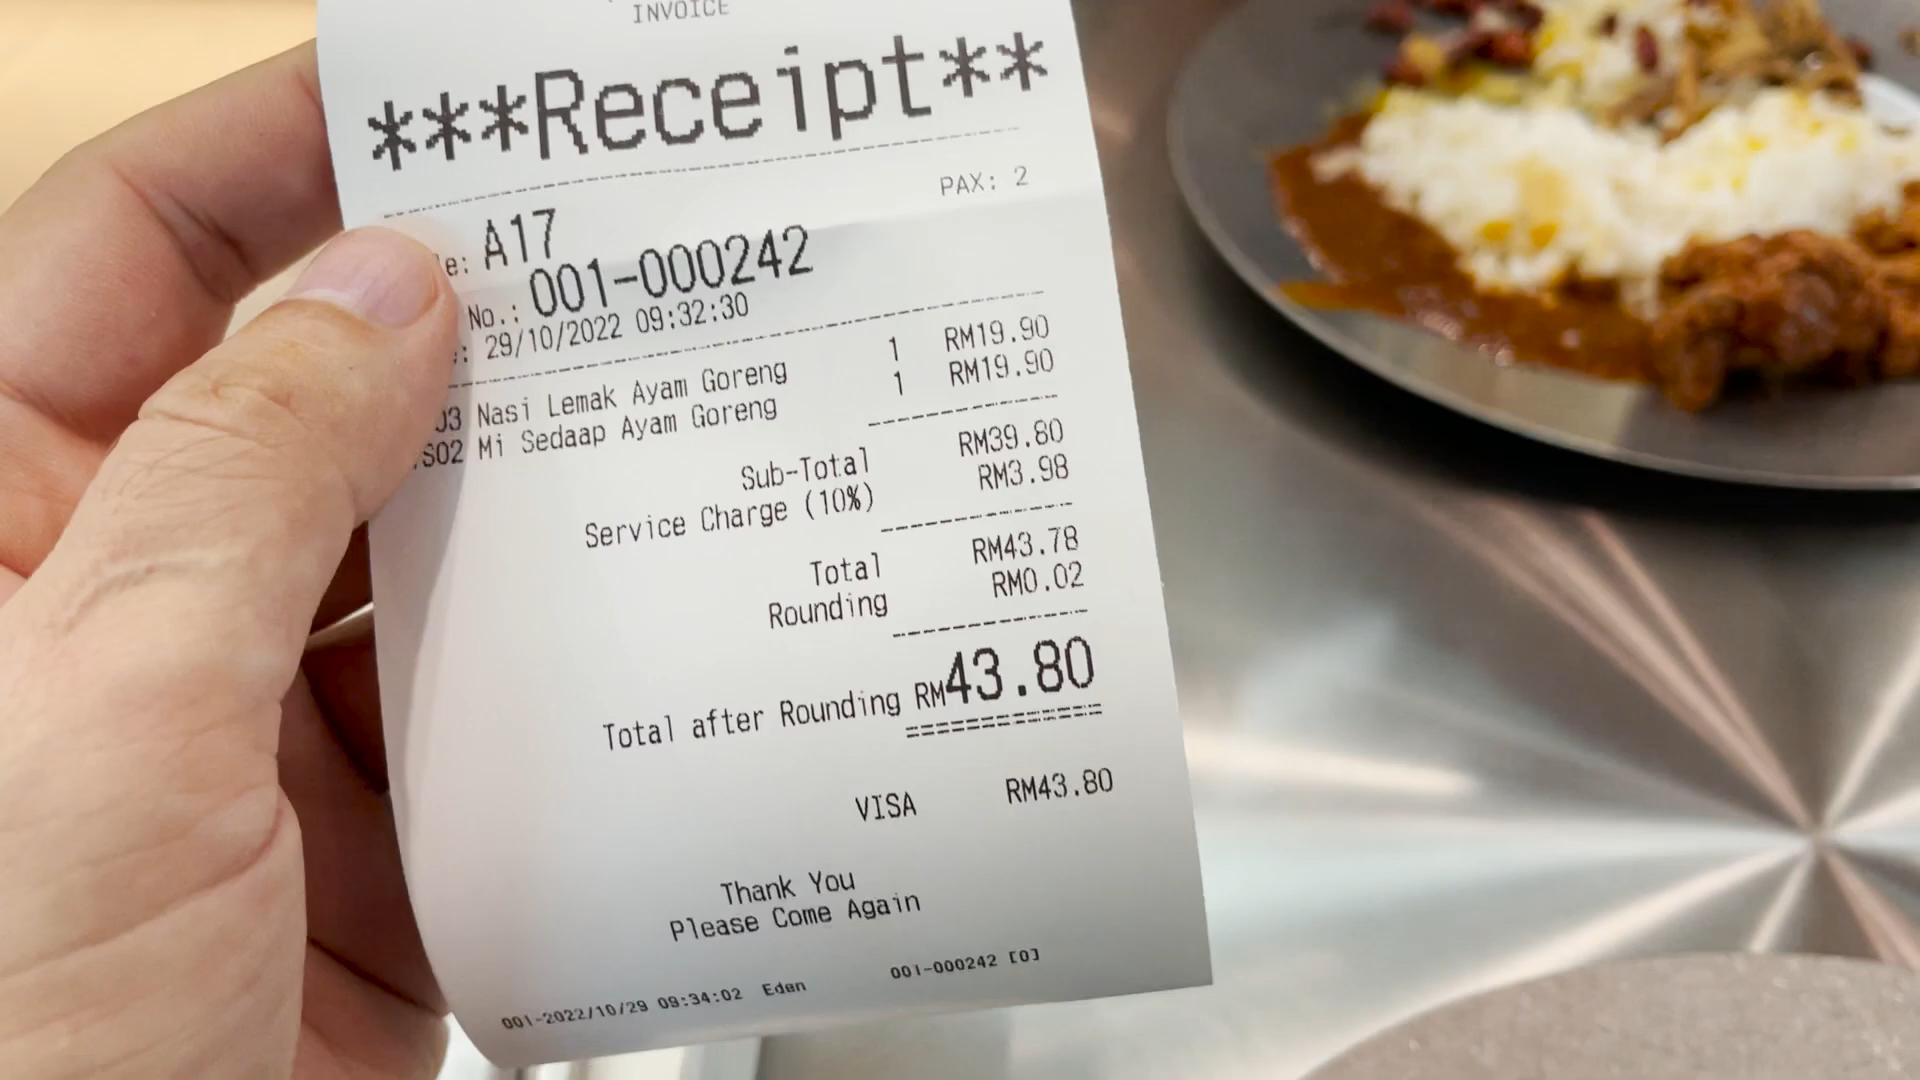 INVOICE
***Receipt**
PAX: 2
e: A17
No.: 001-000242
: 29/10/2022 09:32:30
03 Nasi Lemak Ayam Goreng 1 RM19.90
S02 Mi Sedaap Ayam Goreng 1 RM19.90
Sub-Total RM39.80
Service Charge (10%) RM3.98
Total RM43.78
Rounding RM0.02
Total after Rounding RM43.80
============
VISA RM43.80
Thank You
Please Come Again
001-2022/10/29 09:34:02 Eden 001-000242 [0]